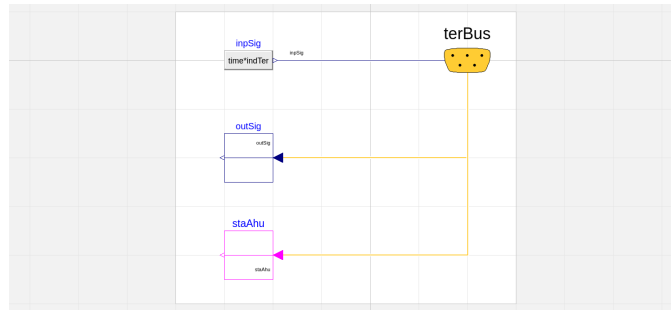 terBus
inpSig
inpSig
time*indTer
outSig
outSig
staAhu
staAhu